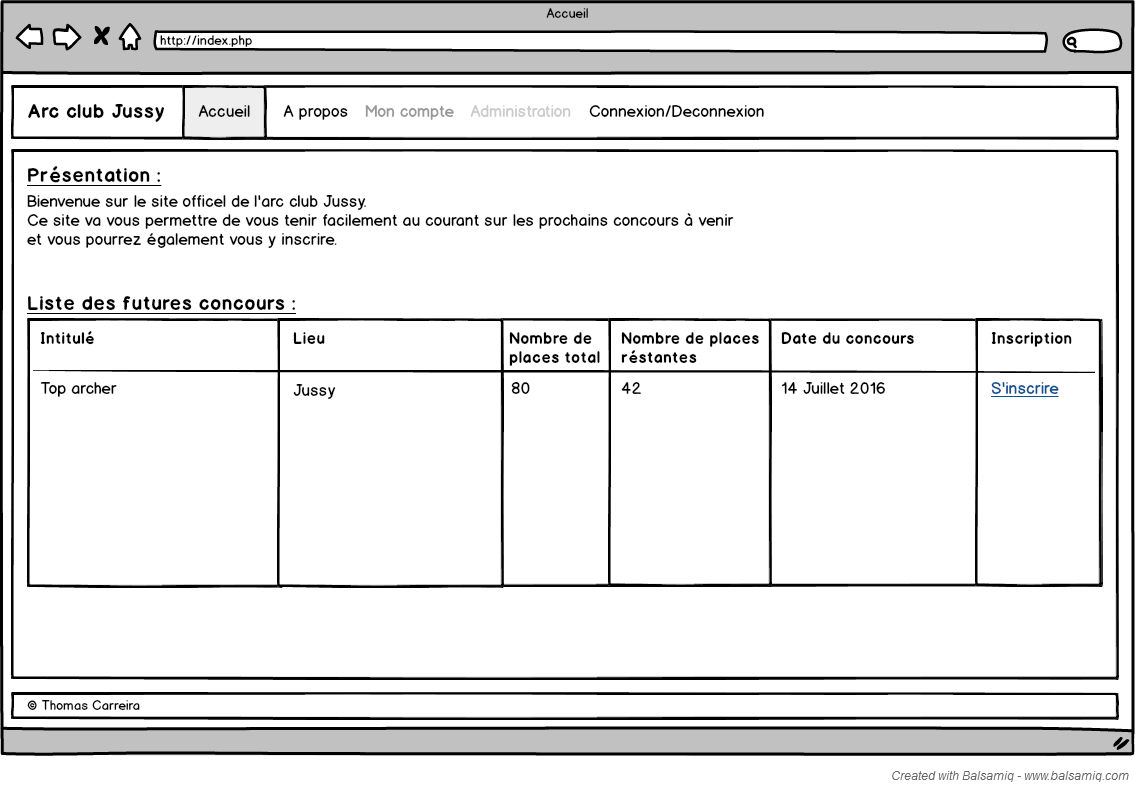 Accueil
http://index.php
Arc club Jussy Accueil A propos Mon compte Administration Connexion/Deconnexion
Présentation :
Bienvenue sur le site officel de l'arc club Jussy.
Ce site va vous permettre de vous tenir facilement au courant sur les prochains concours à venir
et vous pourrez également vous y inscrire.
Liste des futures concours :
Intitulé Lieu Nombre de places total Nombre de places réstantes Date du concours Inscription
Top archer Jussy 80 42 14 Juillet 2016 S'inscrire
© Thomas Carreira
Created with Balsamiq - www.balsamiq.com